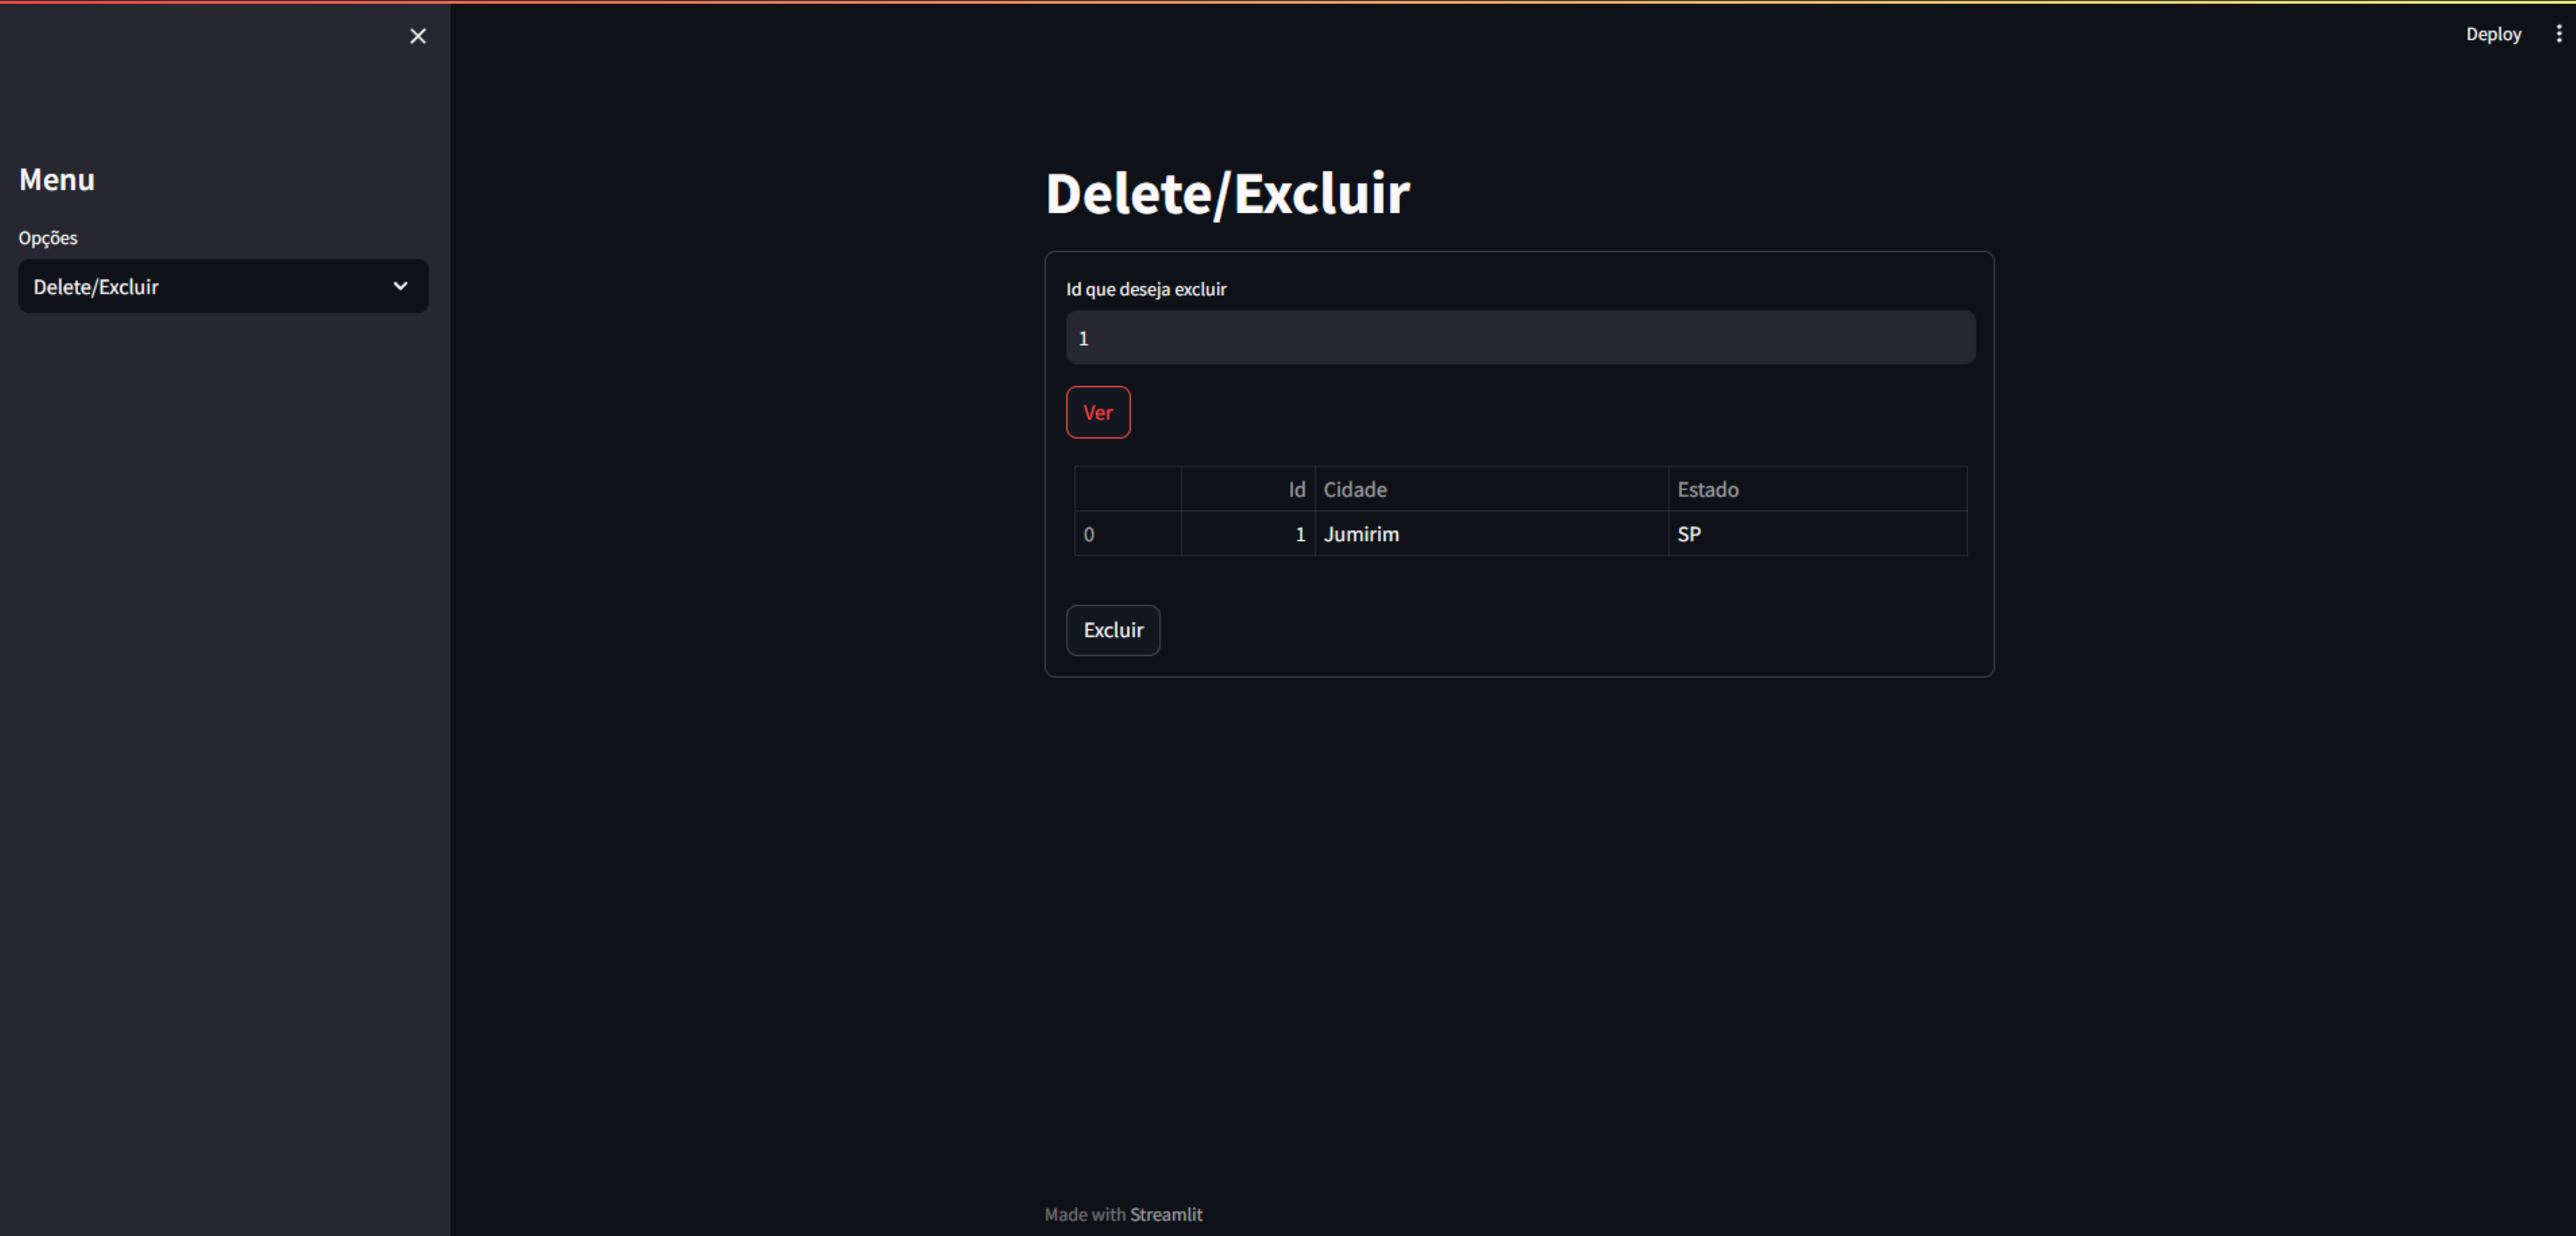 Deploy
Menu
Opções
Delete/Excluir
Delete/Excluir
Id que deseja excluir
1
Ver
Id Cidade Estado
0 1 Jumirim SP
Excluir
Made with Streamlit